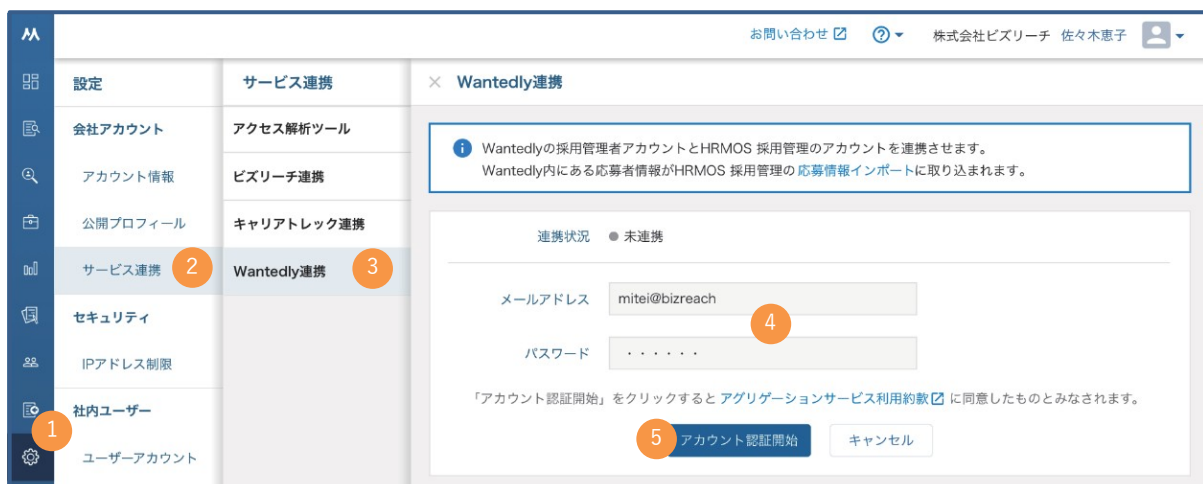 お問い合わせ
株式会社ビズリーチ 佐々木恵子
設定
会社アカウント
アカウント情報
公開プロフィール
サービス連携 2
セキュリティ
IPアドレス制限
社内ユーザー
1
ユーザーアカウント
サービス連携
アクセス解析ツール
ビズリーチ連携
キャリアトレック連携
Wantedly連携 3
× Wantedly連携
Wantedlyの採用管理者アカウントとHRMOS 採用管理のアカウントを連携させます。
Wantedly内にある応募者情報がHRMOS 採用管理の 応募情報インポートに取り込まれます。
連携状況 ● 未連携
メールアドレス mitei@bizreach
4
パスワード ・・・・・・
「アカウント認証開始」をクリックすると アグリゲーションサービス利用約款 に同意したものとみなされます。
5 アカウント認証開始 キャンセル